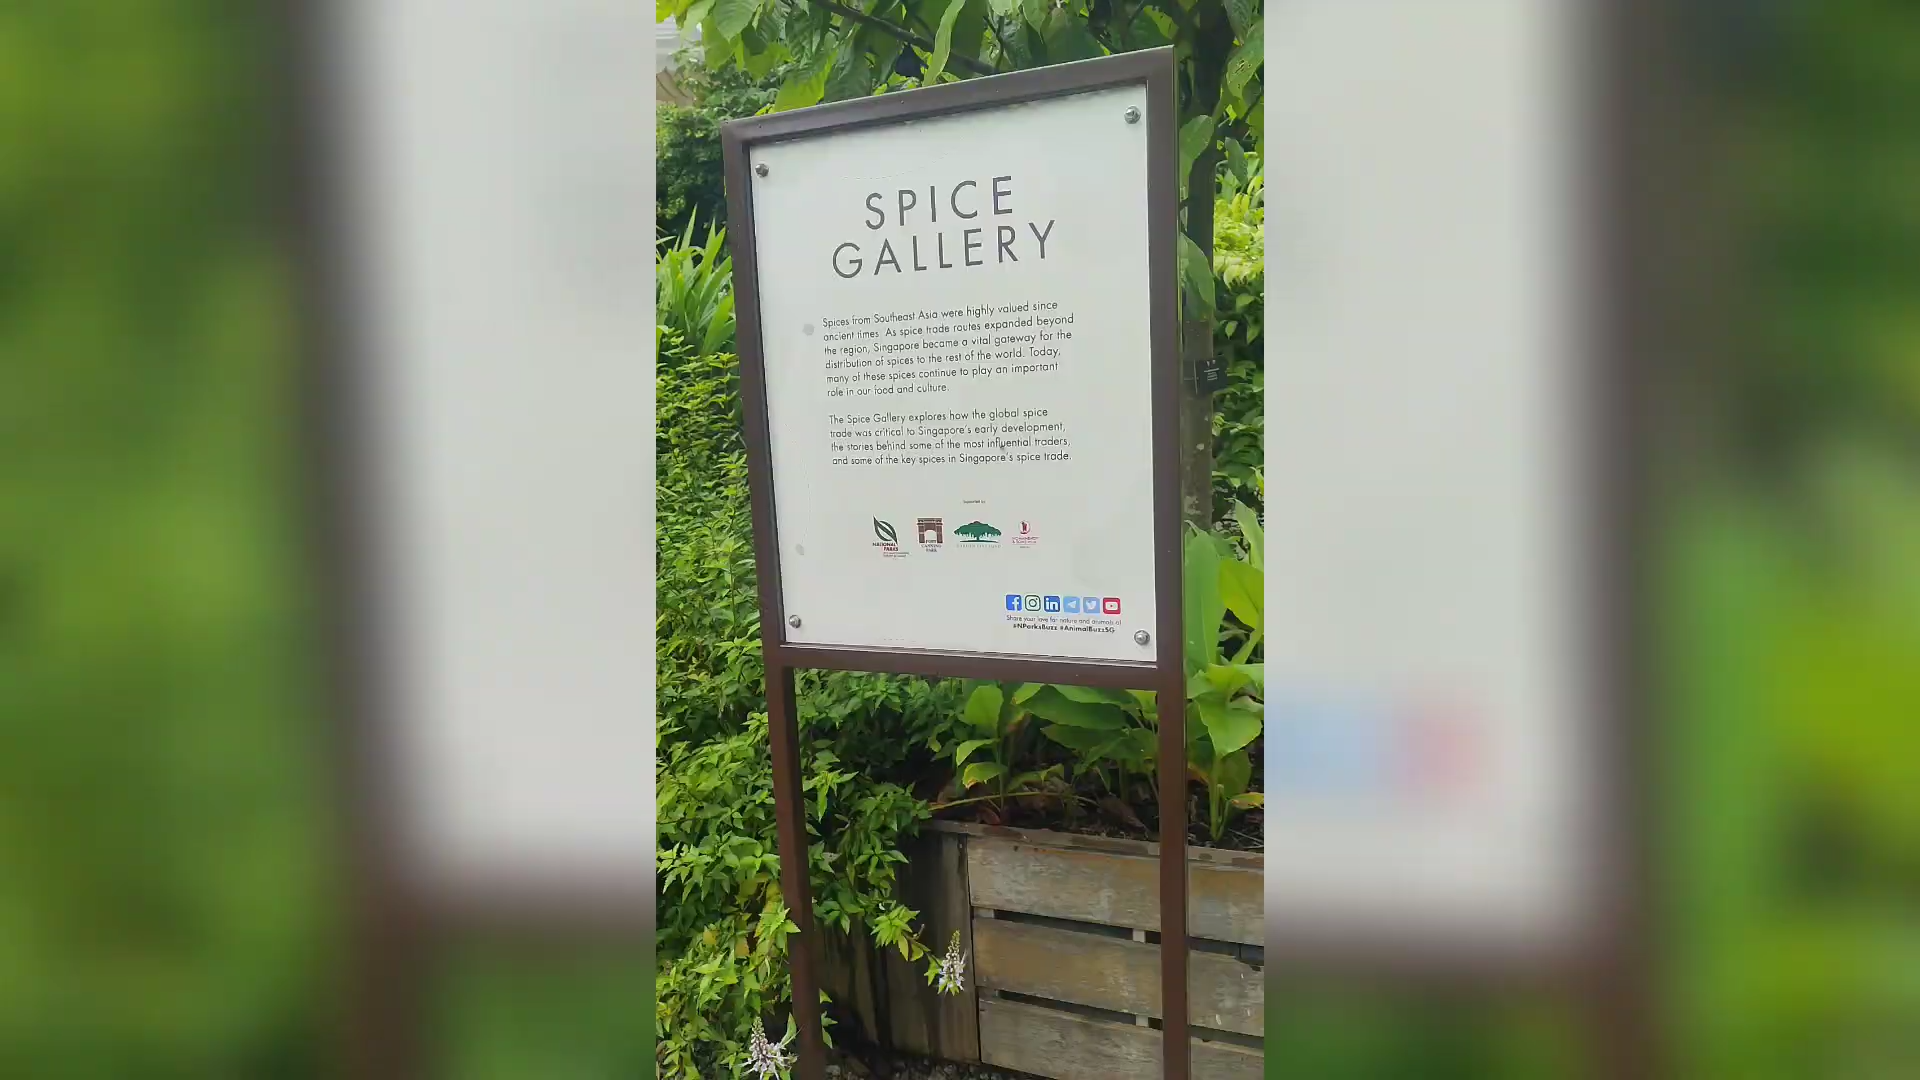 SPICE
GALLERY
Spices from Southeast Asia were highly valued since
ancient times. As spice trade routes expanded beyond
the region, Singapore became a vital gateway for the
distribution of spices to the rest of the world. Today,
many of these spices continue to play an important
role in our food and culture.
The Spice Gallery explores how the global spice
trade was critical to Singapore's early development,
the stories behind some of the most influential traders,
and some of the key spices in Singapore's spice trade.
Supported by
NATIONAL
PARKS
FORT
CANNING
PARK
Share your love for nature and animals at
#NParksBuzz #AnimalBuzzSG